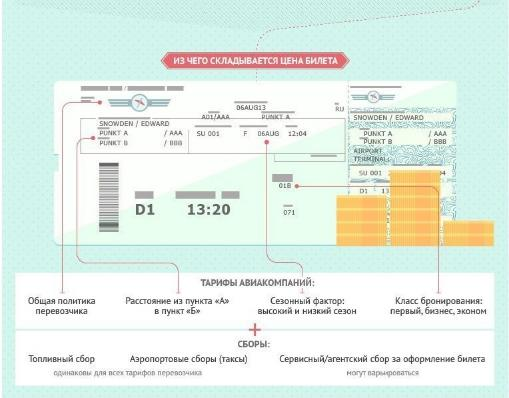 ИЗ ЧЕГО СКЛАДЫВАЕТСЯ ЦЕНА БИЛЕТА
06AUG13
RU
A01/AAA
PUNKT A
SNOWDEN / EDWARD
PUNKT A / AAA
PUNKT B / BBB
SU 001 F 06AUG 12:04
SNOWDEN / EDWARD
PUNKT A / AAA
PUNKT B / BBB
AIRPORT
TERMINAL
SU 001
D1 13
01B
D1 13:20
071
ТАРИФЫ АВИАКОМПАНИЙ:
Общая политика
перевозчика
Расстояние из пункта «А»
в пункт «Б»
Сезонный фактор:
высокий и низкий сезон
Класс бронирования:
первый, бизнес, эконом
+
СБОРЫ:
Топливный сбор
Аэропортовые сборы (таксы)
Сервисный/агентский сбор за оформление билета
одинаковы для всех тарифов перевозчика
могут варьироваться